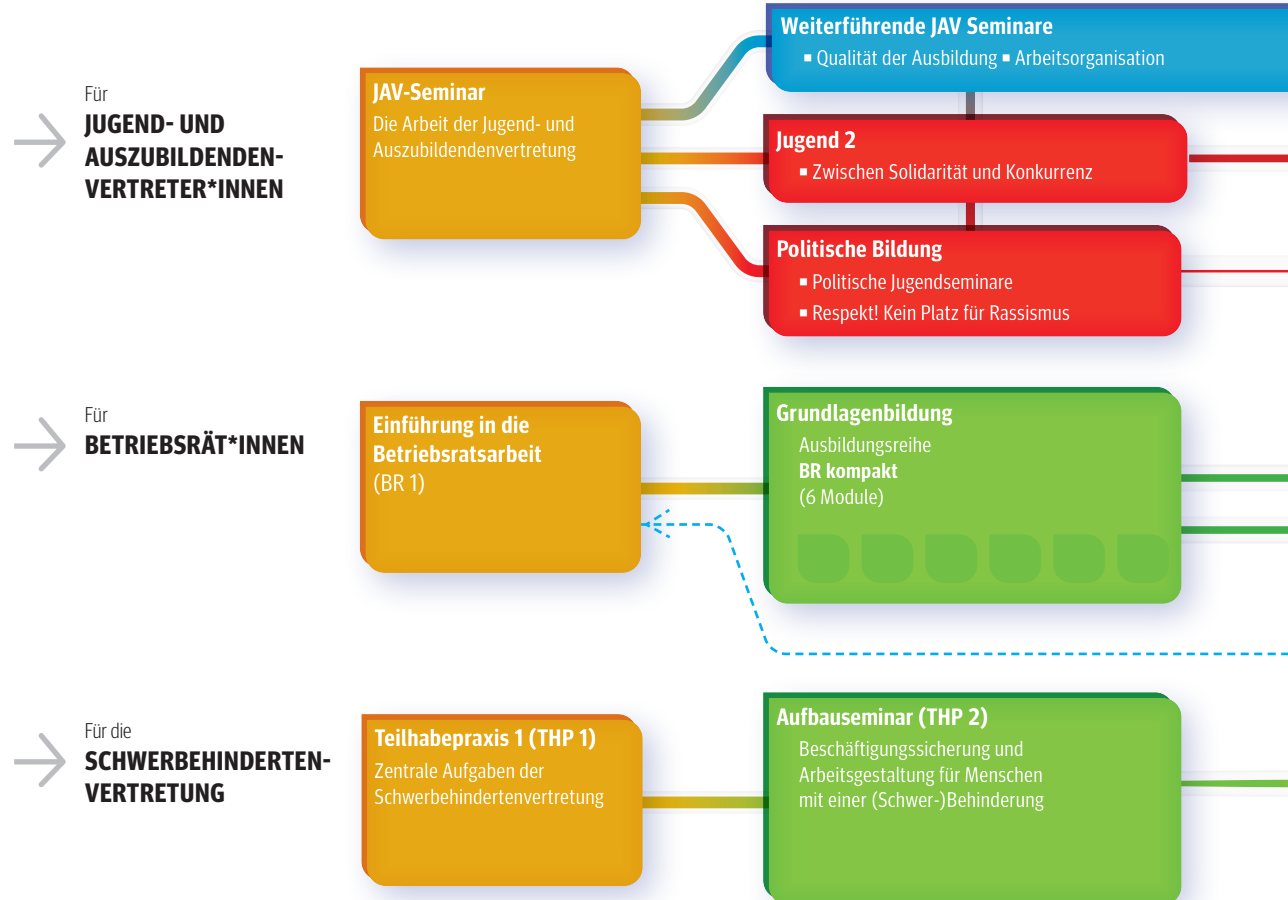 Für
JUGEND- UND
AUSZUBILDENDEN-
VERTRETER*INNEN
JAV-Seminar
Die Arbeit der Jugend- und
Auszubildendenvertretung
Weiterführende JAV Seminare
▪ Qualität der Ausbildung ▪ Arbeitsorganisation
Jugend 2
▪ Zwischen Solidarität und Konkurrenz
Politische Bildung
▪ Politische Jugendseminare
▪ Respekt! Kein Platz für Rassismus
Für
BETRIEBSRÄT*INNEN
Einführung in die
Betriebsratsarbeit
(BR 1)
Grundlagenbildung
Ausbildungsreihe
BR kompakt
(6 Module)
Für die
SCHWERBEHINDERTEN-
VERTRETUNG
Teilhabepraxis 1 (THP 1)
Zentrale Aufgaben der
Schwerbehindertenvertretung
Aufbauseminar (THP 2)
Beschäftigungssicherung und
Arbeitsgestaltung für Menschen
mit einer (Schwer-)Behinderung